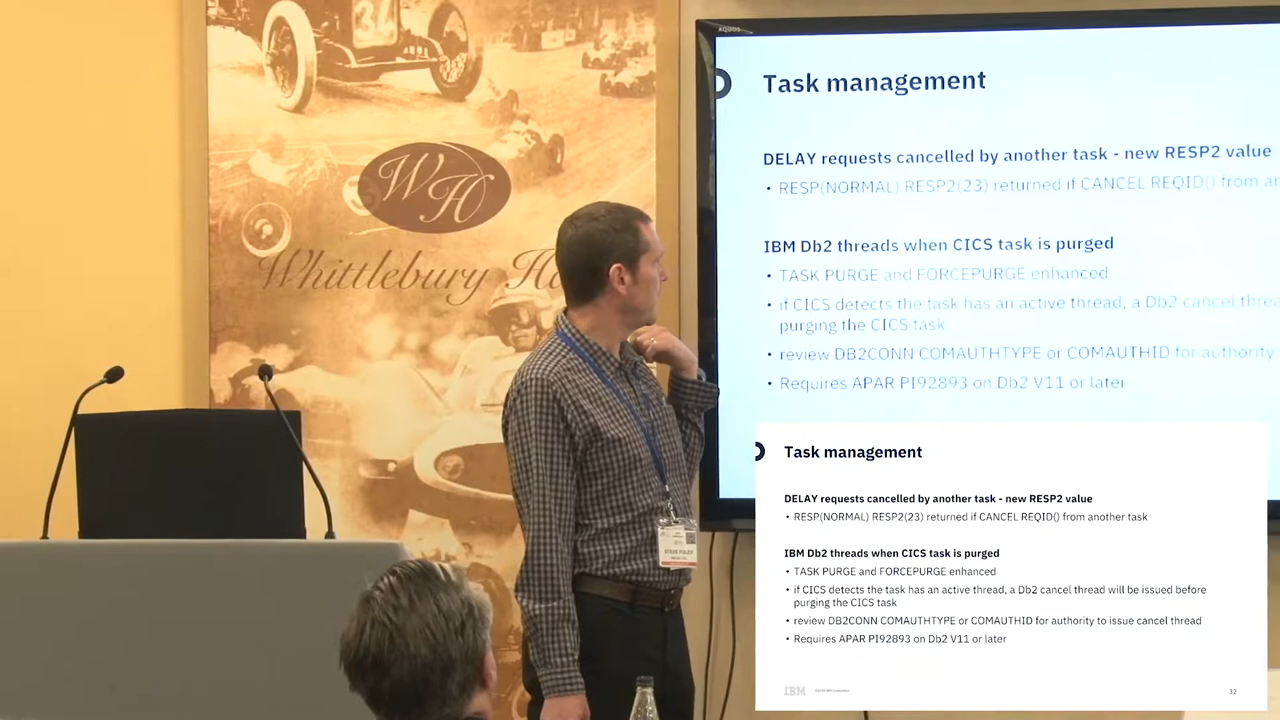 34
WH
Whittlebury Ha
AQUOS
Task management
DELAY requests cancelled by another task - new RESP2 value
• RESP(NORMAL) RESP2(23) returned if CANCEL REQID() from an
IBM Db2 threads when CICS task is purged
• TASK PURGE and FORCEPURGE enhanced
• if CICS detects the task has an active thread, a Db2 cancel threa
purging the CICS task
• review DB2CONN COMAUTHTYPE or COMAUTHID for authority
• Requires APAR PI92893 on Db2 V11 or later
STEVE FOLEY
Task management
DELAY requests cancelled by another task - new RESP2 value
• RESP(NORMAL) RESP2(23) returned if CANCEL REQID() from another task
IBM Db2 threads when CICS task is purged
• TASK PURGE and FORCEPURGE enhanced
• if CICS detects the task has an active thread, a Db2 cancel thread will be issued before
purging the CICS task
• review DB2CONN COMAUTHTYPE or COMAUTHID for authority to issue cancel thread
• Requires APAR PI92893 on Db2 V11 or later
IBM
32